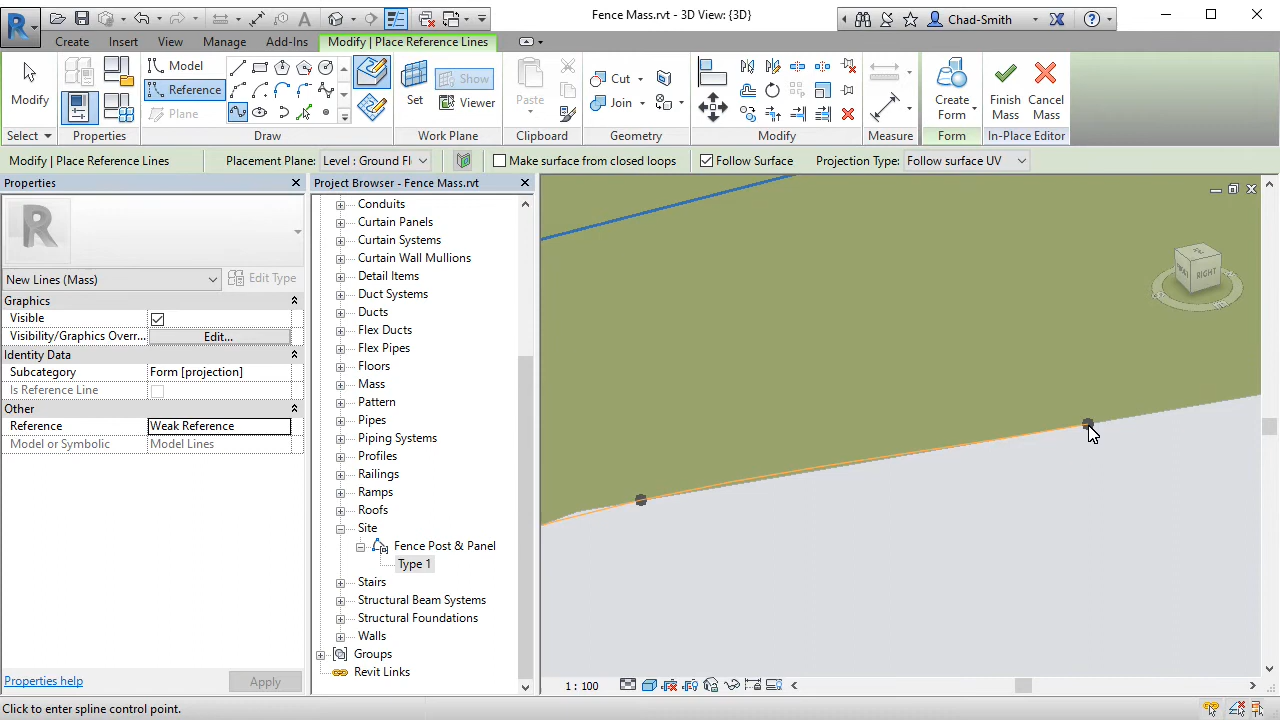 Fence Mass.rvt - 3D View: {3D}
Chad-Smith
Create Insert View Manage Add-Ins Modify | Place Reference Lines
Modify
Model
Reference
Plane
Set
Show
Viewer
Paste
Cut
Join
Create
Form
Finish
Mass
Cancel
Mass
Select Properties Draw Work Plane Clipboard Geometry Modify Measure Form In-Place Editor
Modify | Place Reference Lines Placement Plane: Level : Ground Fl Make surface from closed loops Follow Surface Projection Type: Follow surface UV
Properties
R
New Lines (Mass) Edit Type
Graphics
Visible
Visibility/Graphics Overr... Edit...
Identity Data
Subcategory Form [projection]
Is Reference Line
Other
Reference Weak Reference
Model or Symbolic Model Lines
Properties help Apply
Project Browser - Fence Mass.rvt
Conduits
Curtain Panels
Curtain Systems
Curtain Wall Mullions
Detail Items
Duct Systems
Ducts
Flex Ducts
Flex Pipes
Floors
Mass
Pattern
Pipes
Piping Systems
Profiles
Railings
Ramps
Roofs
Site
Fence Post & Panel
Type 1
Stairs
Structural Beam Systems
Structural Foundations
Walls
Groups
Revit Links
RIGHT
1 : 100
Click to enter spline control point.